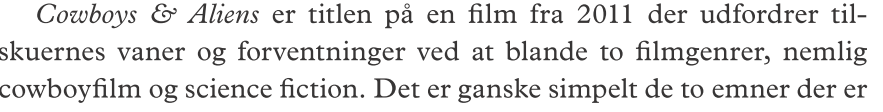 Cowboys & Aliens er titlen på en film fra 2011 der udfordrer til-
skuernes vaner og forventninger ved at blande to filmgenrer, nemlig
cowboyfilm og science fiction. Det er ganske simpelt de to emner der er